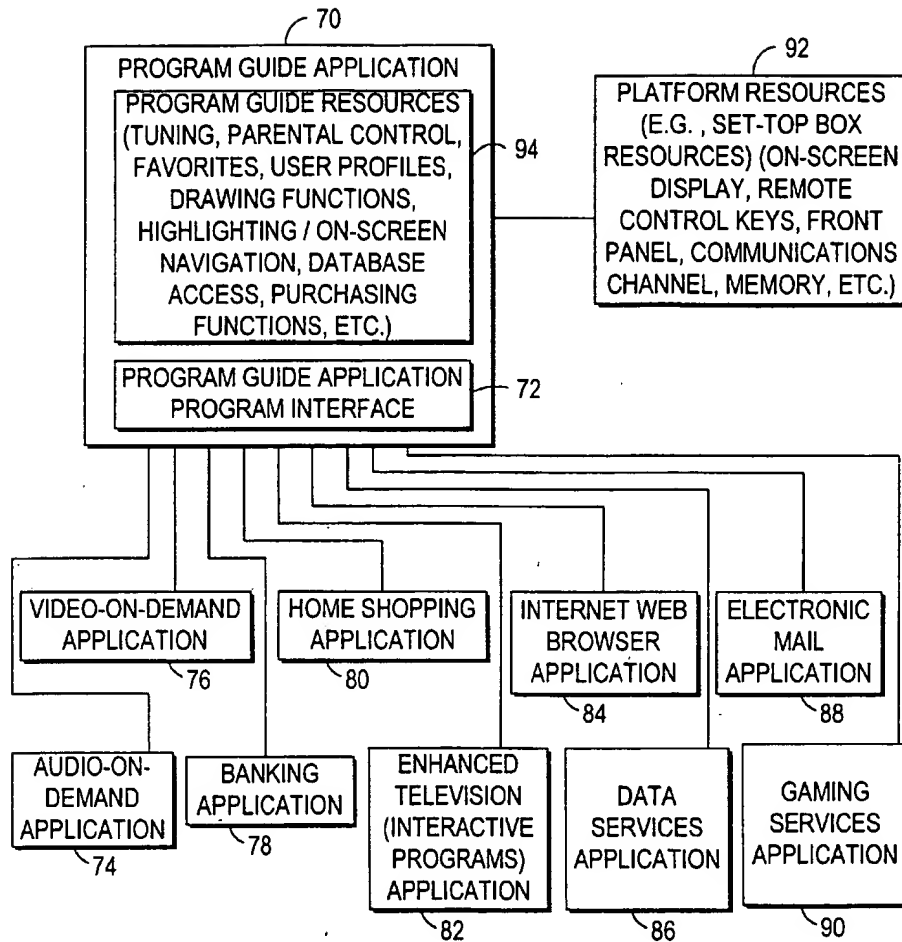 70
PROGRAM GUIDE APPLICATION
PROGRAM GUIDE RESOURCES
(TUNING, PARENTAL CONTROL,
FAVORITES, USER PROFILES,
DRAWING FUNCTIONS,
HIGHLIGHTING / ON-SCREEN
NAVIGATION, DATABASE
ACCESS, PURCHASING
FUNCTIONS, ETC.)
94
PROGRAM GUIDE APPLICATION
PROGRAM INTERFACE
72
92
PLATFORM RESOURCES
(E.G. , SET-TOP BOX
RESOURCES) (ON-SCREEN
DISPLAY, REMOTE
CONTROL KEYS, FRONT
PANEL, COMMUNICATIONS
CHANNEL, MEMORY, ETC.)
VIDEO-ON-DEMAND
APPLICATION
76
HOME SHOPPING
APPLICATION
80
INTERNET WEB
BROWSER
APPLICATION
84
ELECTRONIC
MAIL
APPLICATION
88
AUDIO-ON-
DEMAND
APPLICATION
74
BANKING
APPLICATION
78
ENHANCED
TELEVISION
(INTERACTIVE
PROGRAMS)
APPLICATION
82
DATA
SERVICES
APPLICATION
86
GAMING
SERVICES
APPLICATION
90